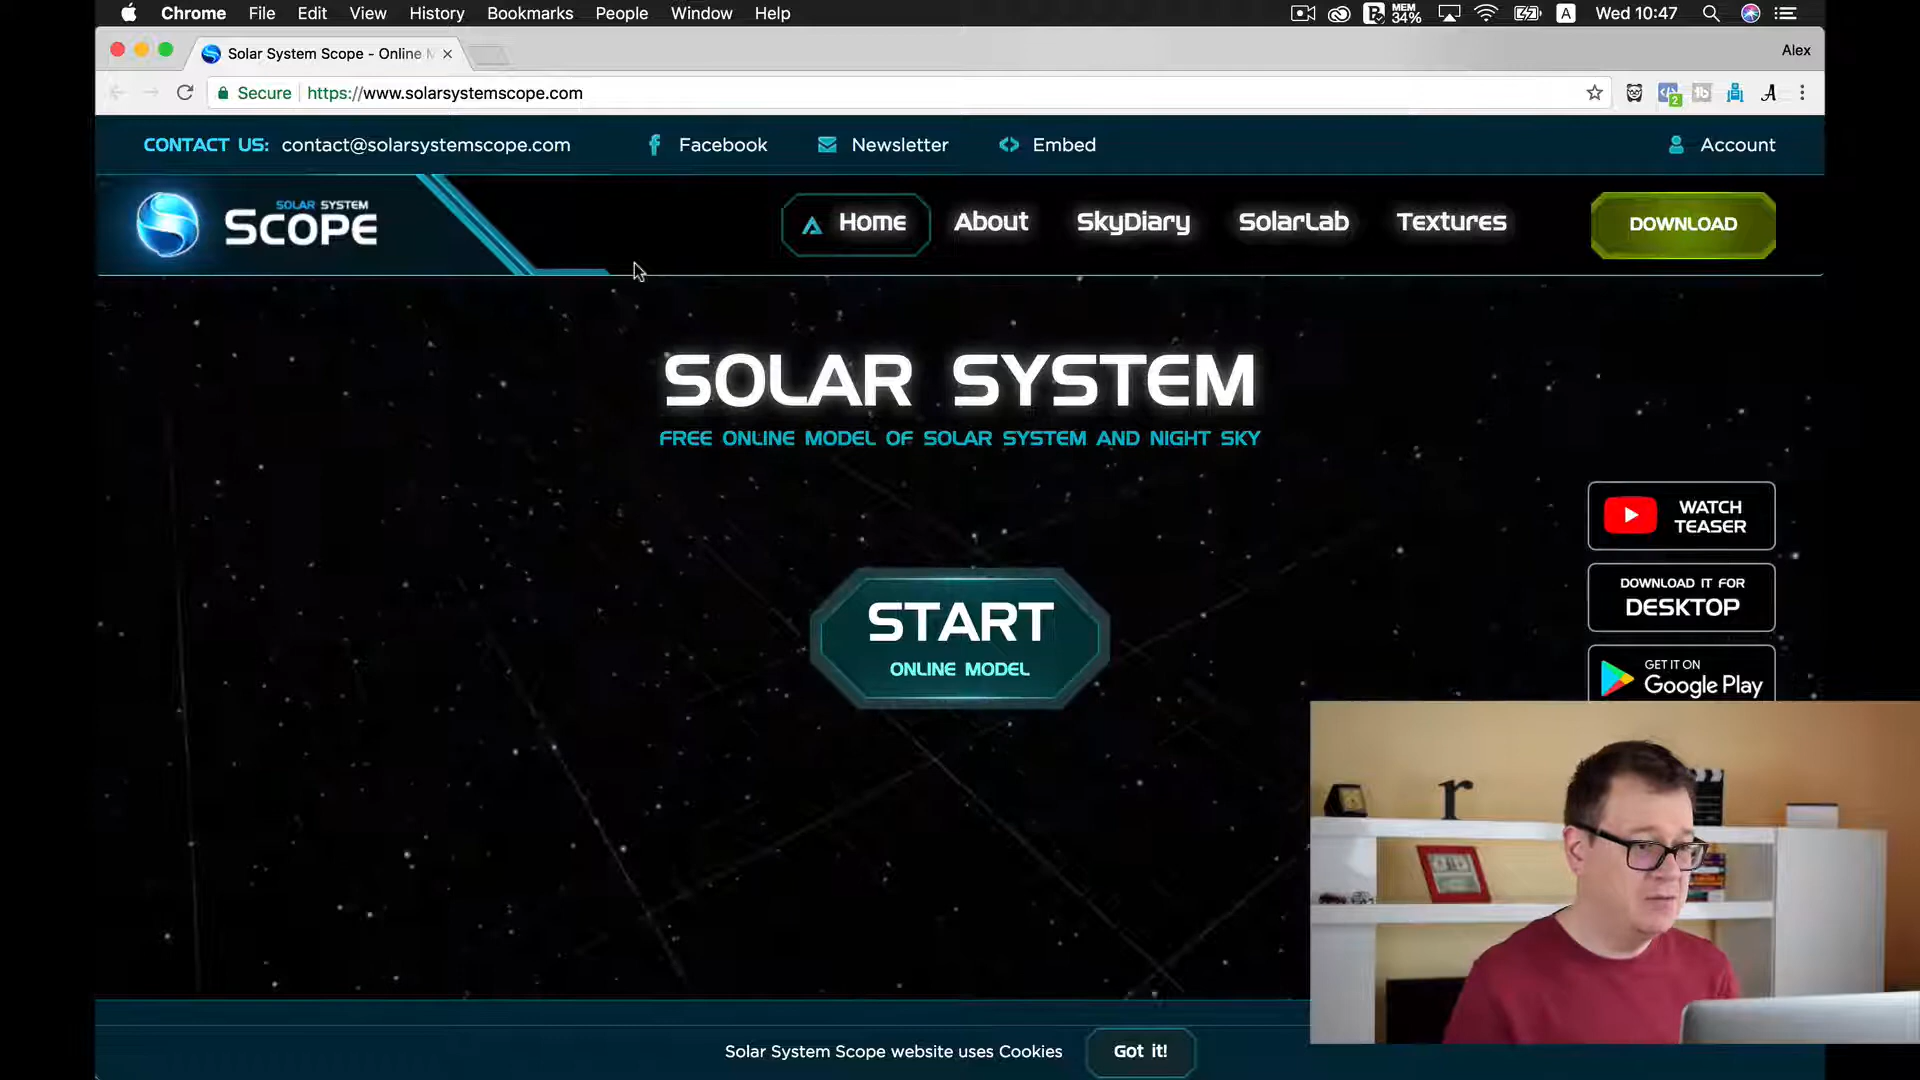 Chrome File Edit View History Bookmarks People Window Help MEM 34% A Wed 10:47
Solar System Scope - Online M Alex
Secure https://www.solarsystemscope.com 2
CONTACT US: contact@solarsystemscope.com Facebook Newsletter Embed Account
SOLAR SYSTEM
SCOPE
Home About SkyDiary SolarLab Textures DOWNLOAD
SOLAR SYSTEM
FREE ONLINE MODEL OF SOLAR SYSTEM AND NIGHT SKY
WATCH
TEASER
DOWNLOAD IT FOR
DESKTOP
START
ONLINE MODEL
GET IT ON
Google Play
r
Solar System Scope website uses Cookies Got it!